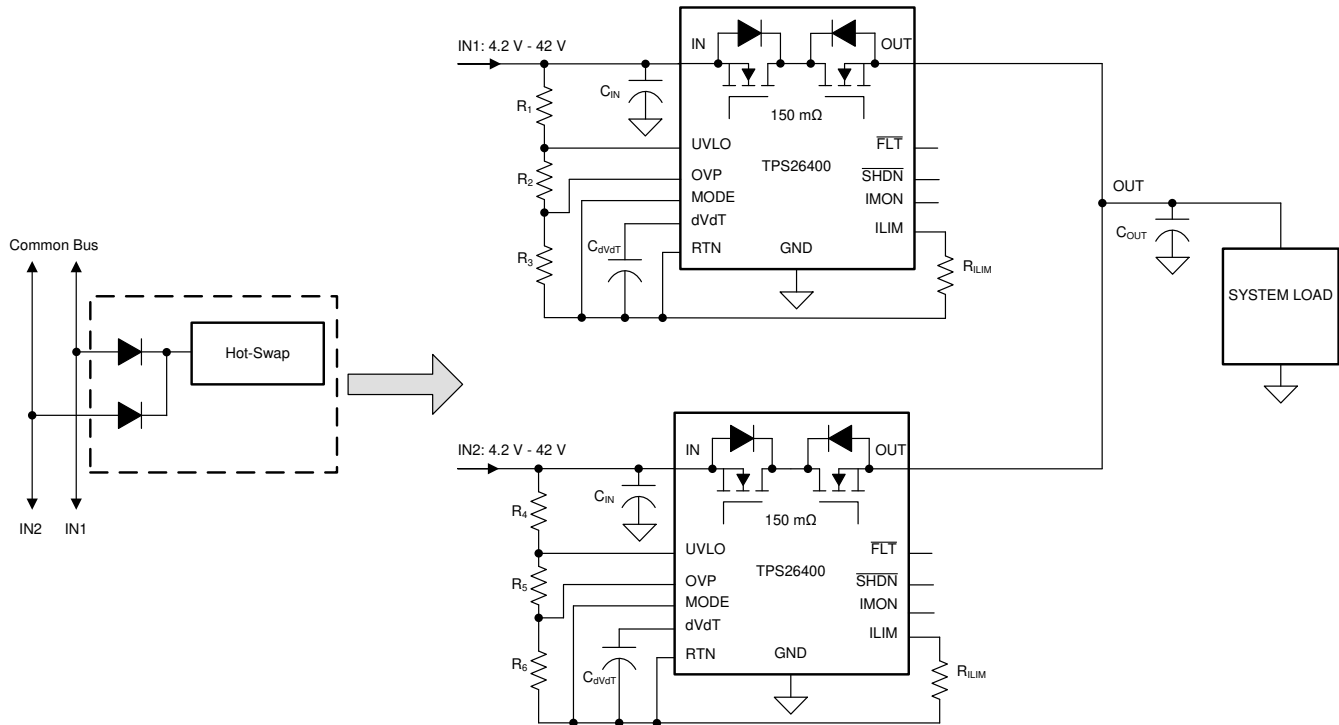 Common Bus
IN2
IN1
Hot-Swap
IN1: 4.2 V - 42 V
R1
R2
R3
CIN
CdVdT
IN
OUT
150 mΩ
UVLO
OVP
MODE
dVdT
RTN
TPS26400
GND
FLT
SHDN
IMON
ILIM
RILIM
OUT
COUT
SYSTEM LOAD
IN2: 4.2 V - 42 V
R4
R5
R6
CIN
CdVdT
IN
OUT
150 mΩ
UVLO
OVP
MODE
dVdT
RTN
TPS26400
GND
FLT
SHDN
IMON
ILIM
RILIM